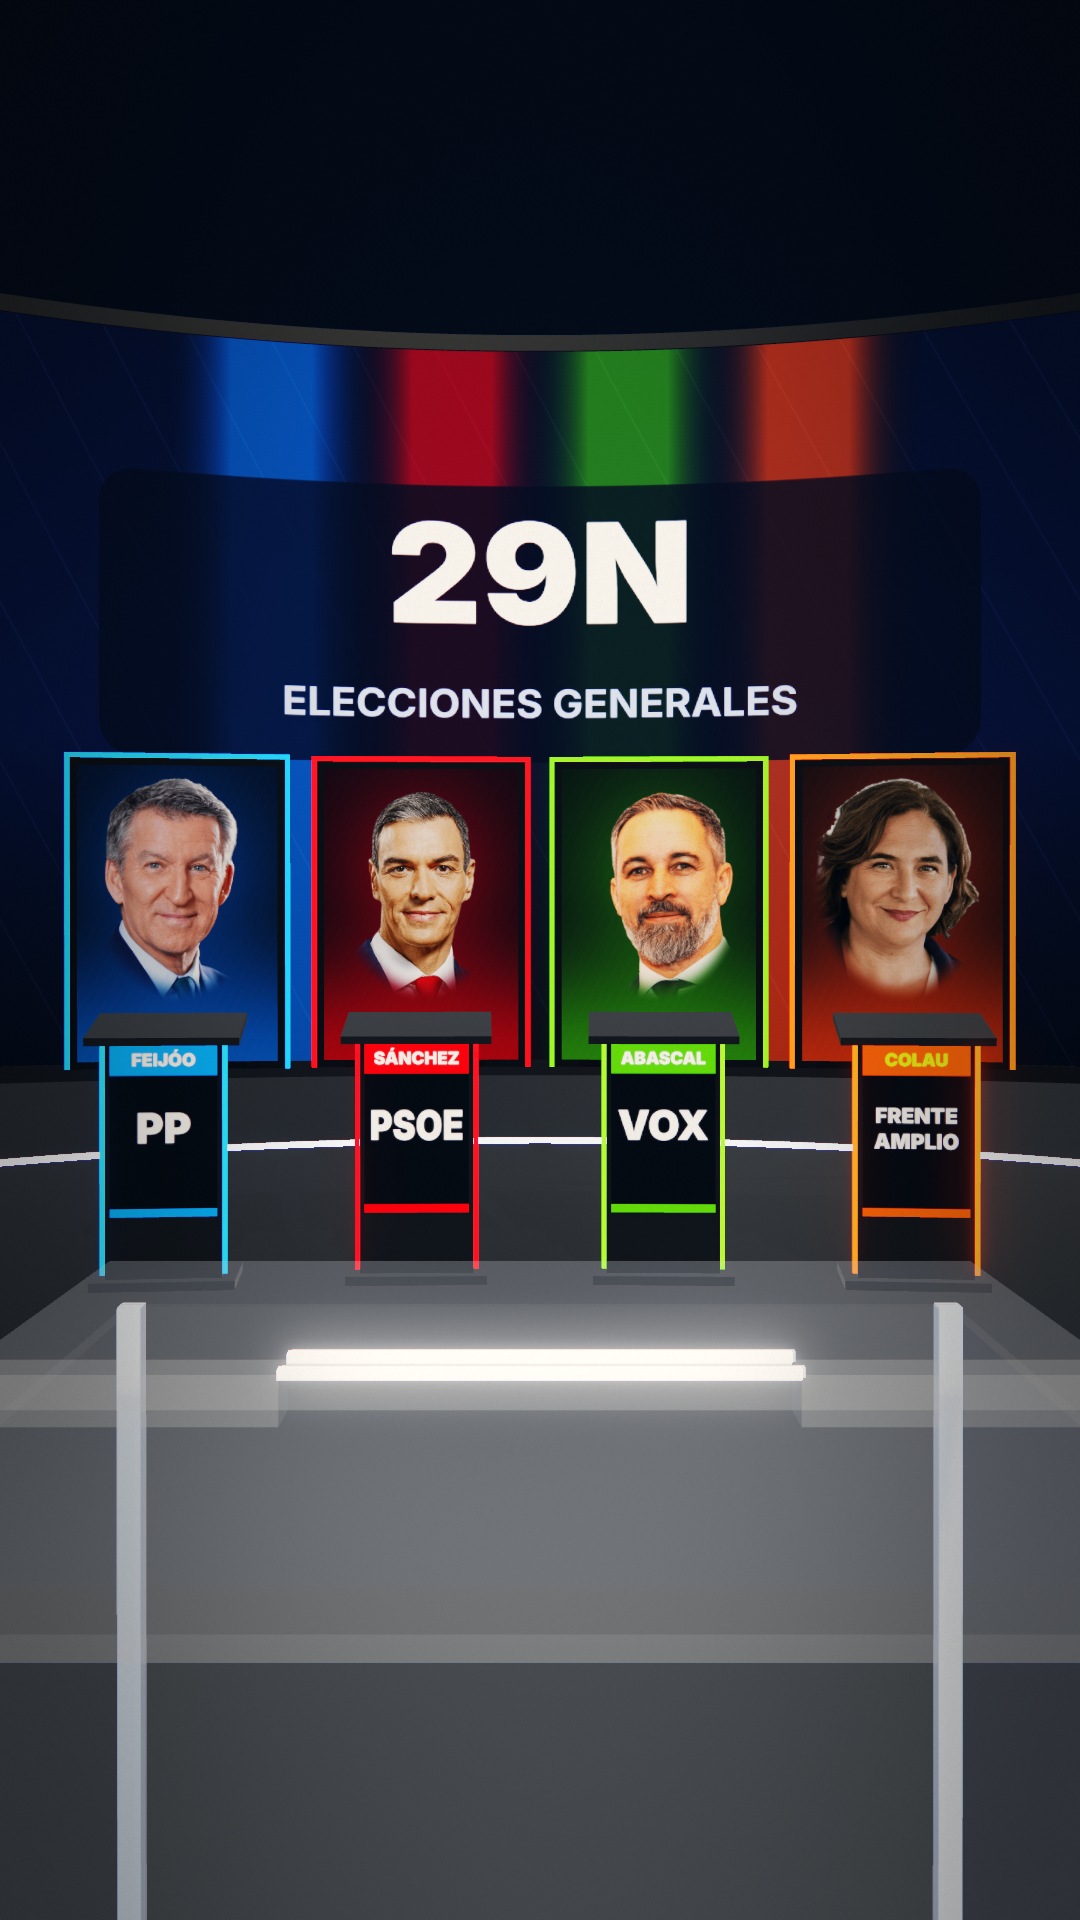 29N
ELECCIONES GENERALES
FEIJÓO
SÁNCHEZ
ABASCAL
COLAU
PP
PSOE
VOX
FRENTE
AMPLIO